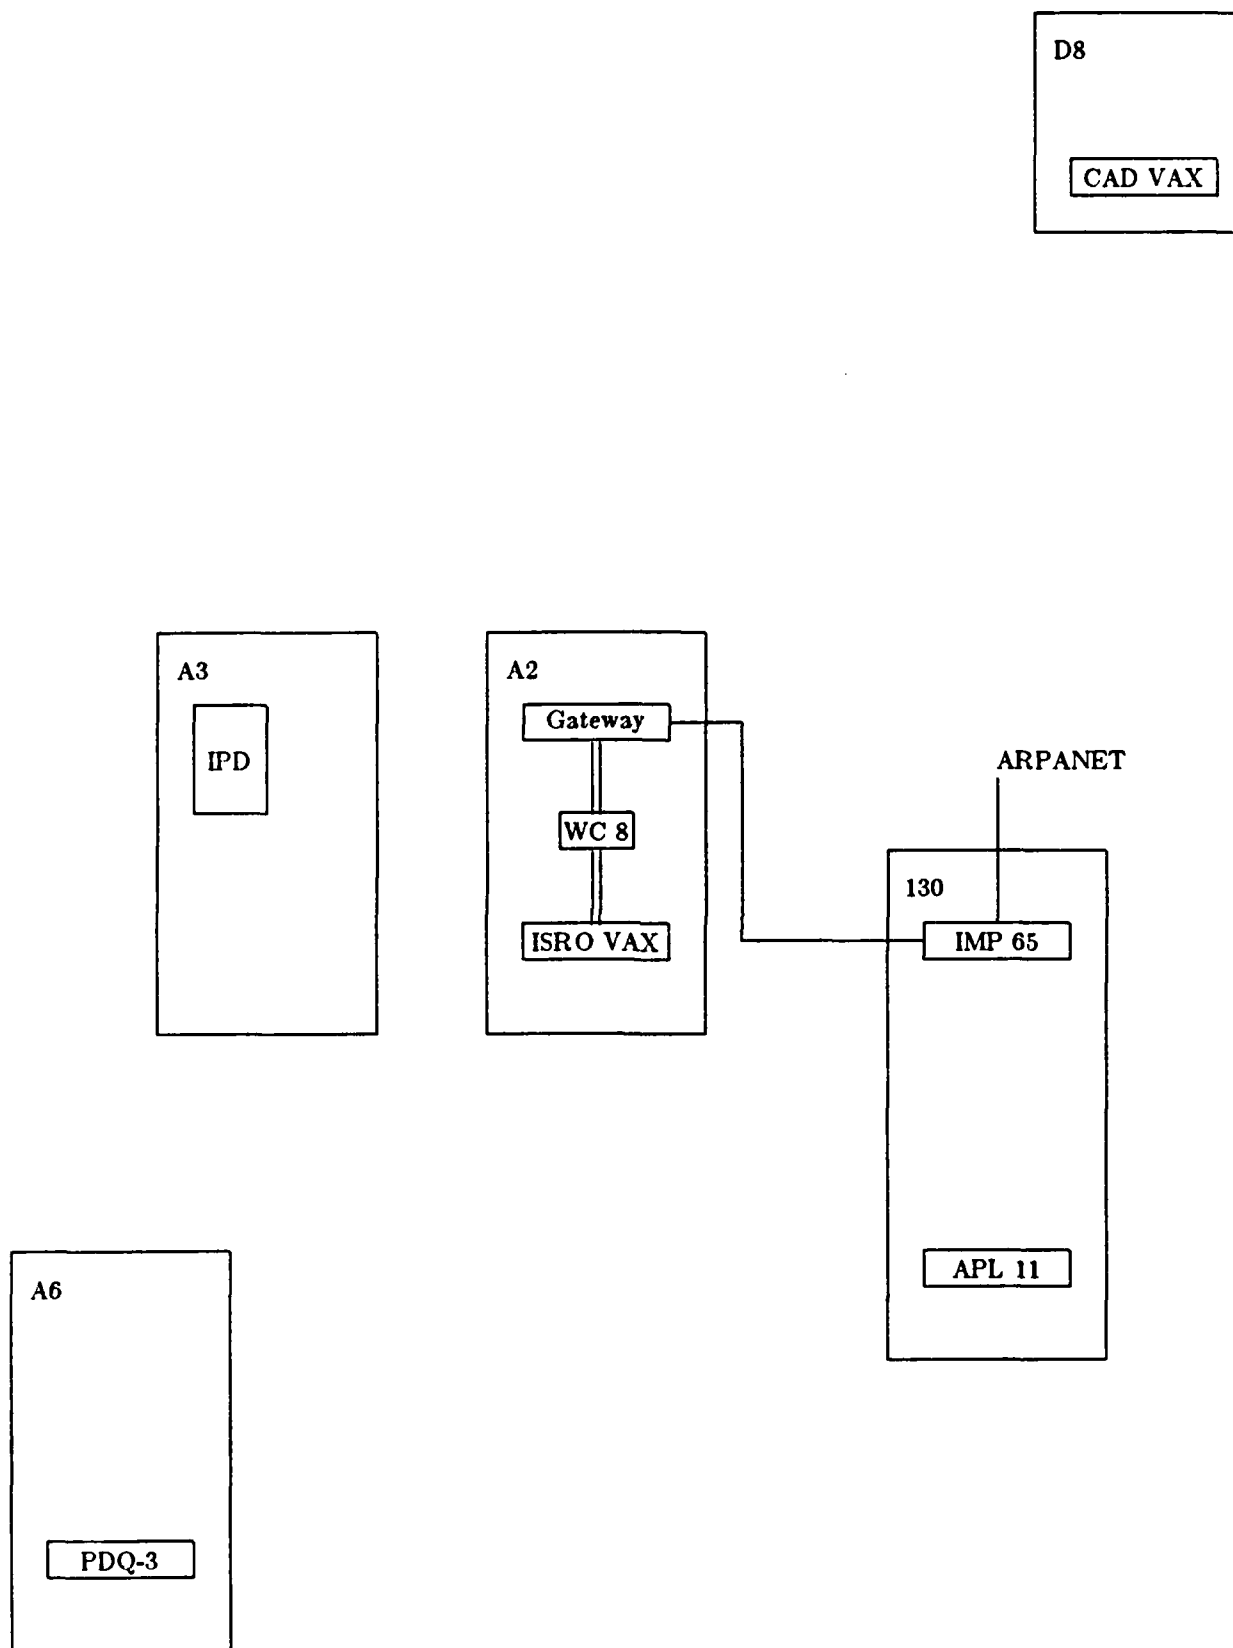 D8
CAD VAX
A3
IPD
A2
Gateway
WC 8
ISRO VAX
ARPANET
130
IMP 65
APL 11
A6
PDQ-3